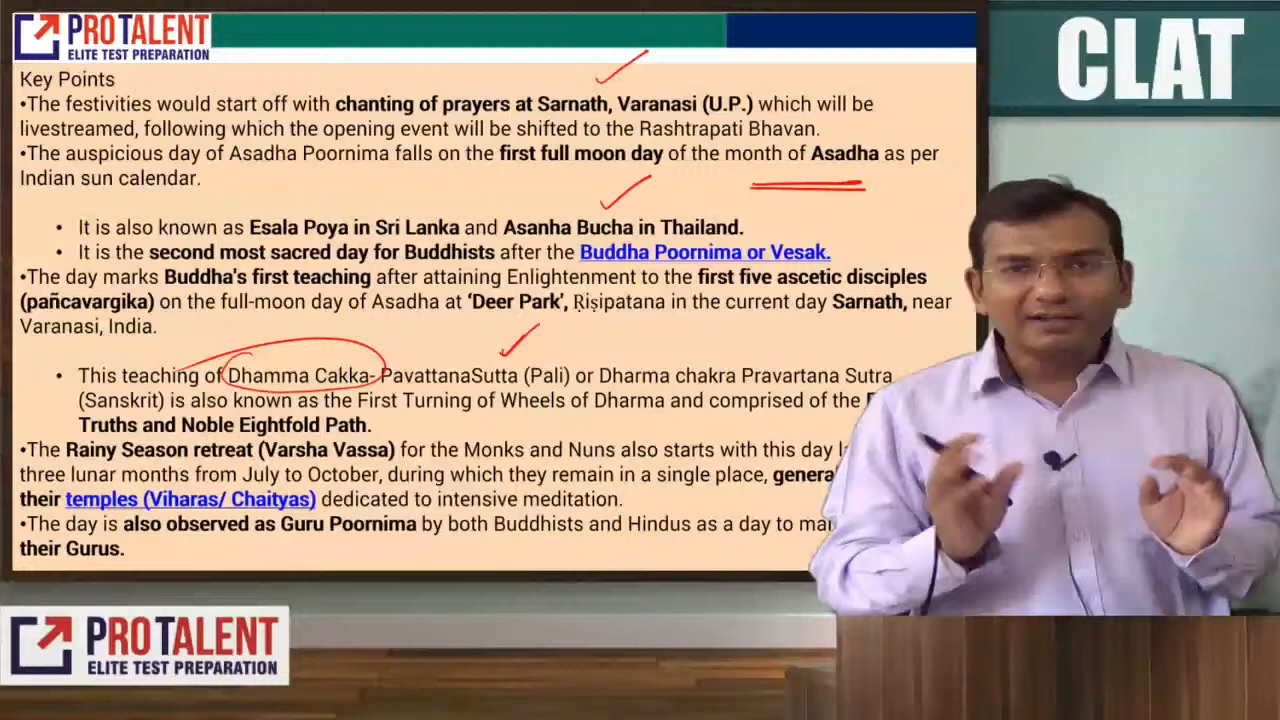 PROTALENT
ELITE TEST PREPARATION
CLAT
Key Points
•The festivities would start off with chanting of prayers at Sarnath, Varanasi (U.P.) which will be
livestreamed, following which the opening event will be shifted to the Rashtrapati Bhavan.
•The auspicious day of Asadha Poornima falls on the first full moon day of the month of Asadha as per
Indian sun calendar.
• It is also known as Esala Poya in Sri Lanka and Asanha Bucha in Thailand.
• It is the second most sacred day for Buddhists after the Buddha Poornima or Vesak.
•The day marks Buddha's first teaching after attaining Enlightenment to the first five ascetic disciples
(pañcavargika) on the full-moon day of Asadha at ‘Deer Park’, Ṛiṣipatana in the current day Sarnath, near
Varanasi, India.
• This teaching of Dhamma Cakka- PavattanaSutta (Pali) or Dharma chakra Pravartana Sutra
(Sanskrit) is also known as the First Turning of Wheels of Dharma and comprised of the
Truths and Noble Eightfold Path.
•The Rainy Season retreat (Varsha Vassa) for the Monks and Nuns also starts with this day
three lunar months from July to October, during which they remain in a single place,
their temples (Viharas/ Chaityas) dedicated to intensive meditation.
•The day is also observed as Guru Poornima by both Buddhists and Hindus as a day to
their Gurus.
PROTALENT
ELITE TEST PREPARATION